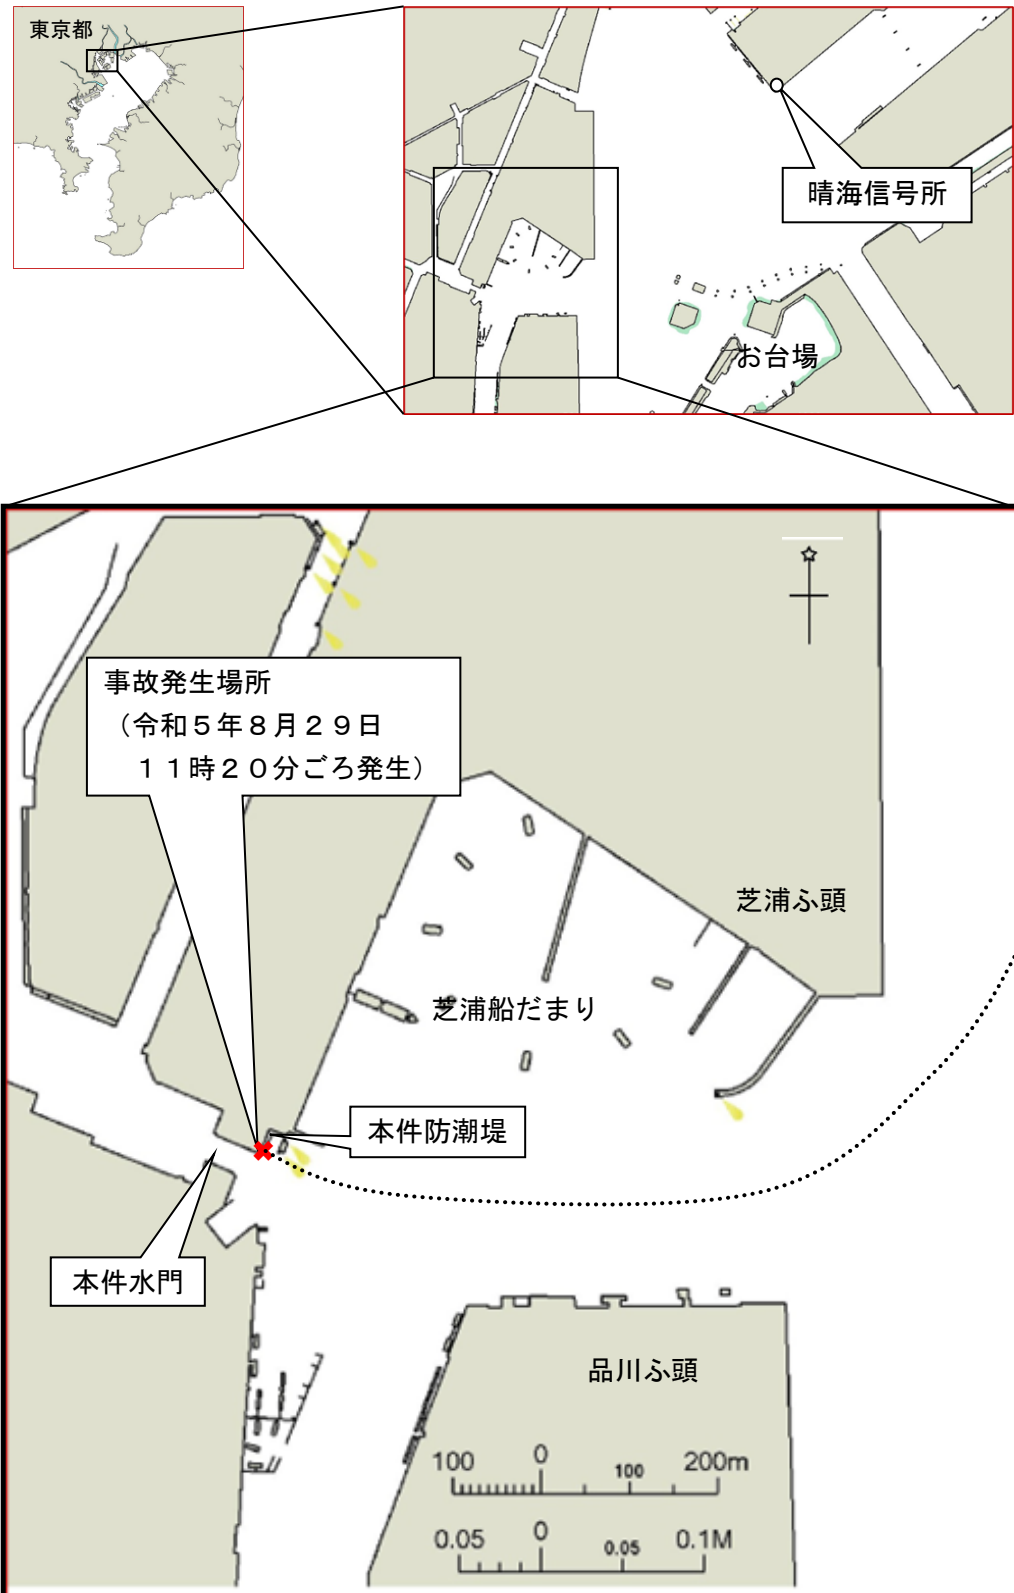 東京都
晴海信号所
お台場
事故発生場所
（令和５年８月２９日
１１時２０分ごろ発生）
芝浦ふ頭
芝浦船だまり
本件防潮堤
本件水門
品川ふ頭
100 0 100 200m
0.05 0 0.05 0.1M